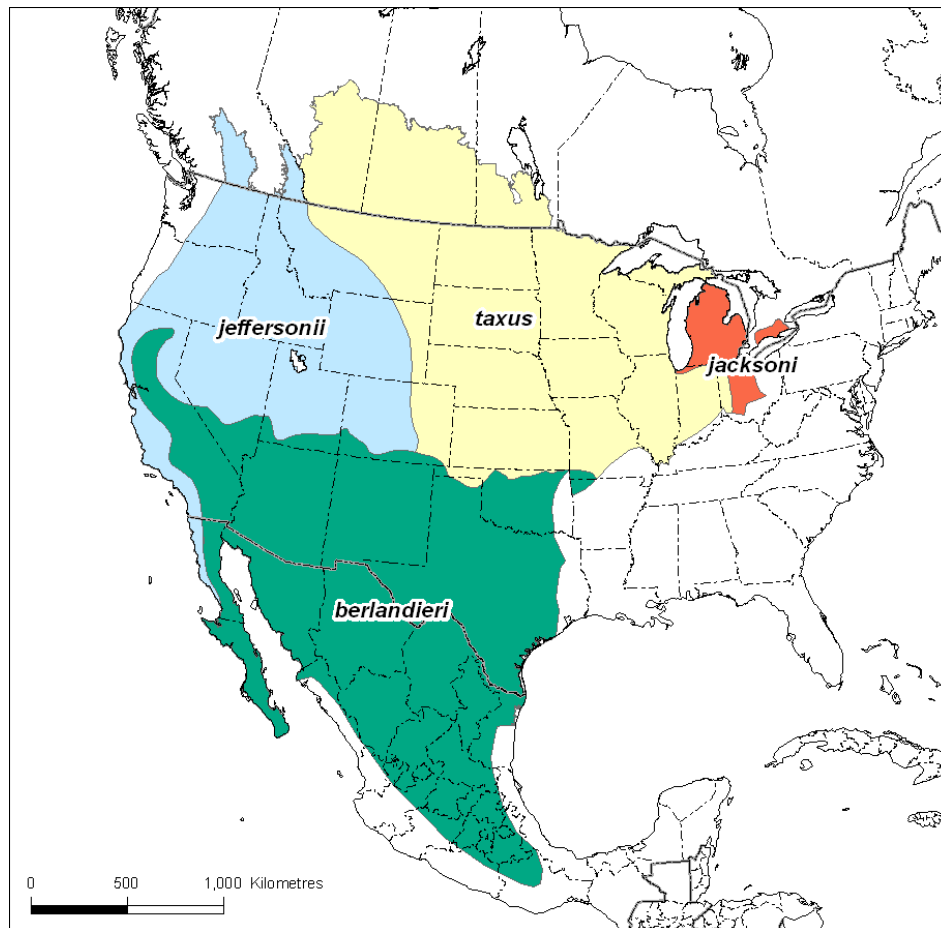 jeffersonii
taxus
jacksoni
berlandieri
0 500 1,000 Kilometres